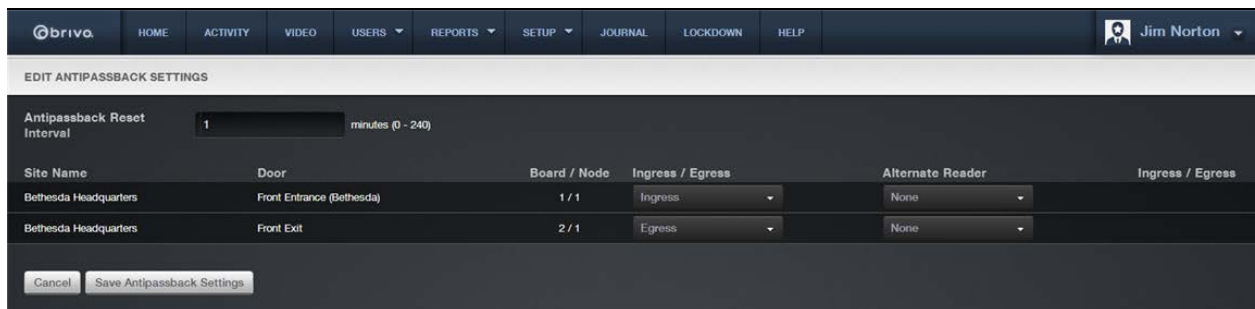 brivo. HOME ACTIVITY VIDEO USERS REPORTS SETUP JOURNAL LOCKDOWN HELP Jim Norton
EDIT ANTIPASSBACK SETTINGS
Antipassback Reset
Interval 1 minutes (0 - 240)
Site Name Door Board / Node Ingress / Egress Alternate Reader Ingress / Egress
Bethesda Headquarters Front Entrance (Bethesda) 1 / 1 Ingress None
Bethesda Headquarters Front Exit 2 / 1 Egress None
Cancel Save Antipassback Settings